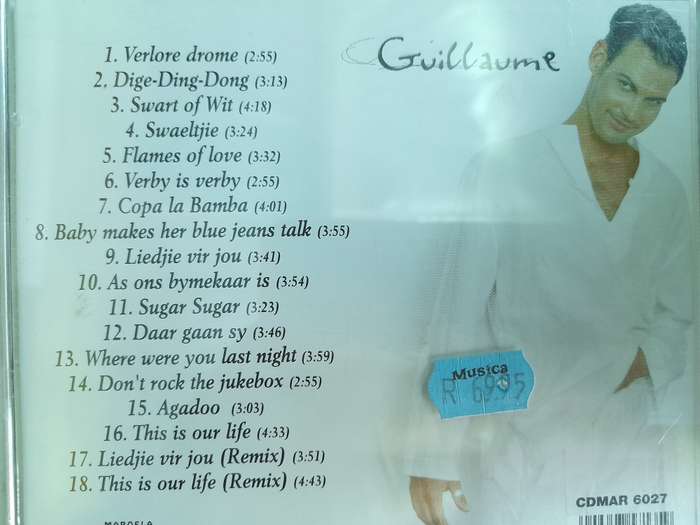 Guillaume
1. Verlore drome (2:55)
2. Dige-Ding-Dong (3:13)
3. Swart of Wit (4:18)
4. Swaeltjie (3:24)
5. Flames of love (3:32)
6. Verby is verby (2:55)
7. Copa la Bamba (4:01)
8. Baby makes her blue jeans talk (3:55)
9. Liedjie vir jou (3:41)
10. As ons bymekaar is (3:54)
11. Sugar Sugar (3:23)
12. Daar gaan sy (3:46)
13. Where were you last night (3:59)
14. Don't rock the jukebox (2:55)
15. Agadoo (3:03)
16. This is our life (4:33)
17. Liedjie vir jou (Remix) (3:51)
18. This is our life (Remix) (4:43)
Musica
R 69.95
CDMAR 6027